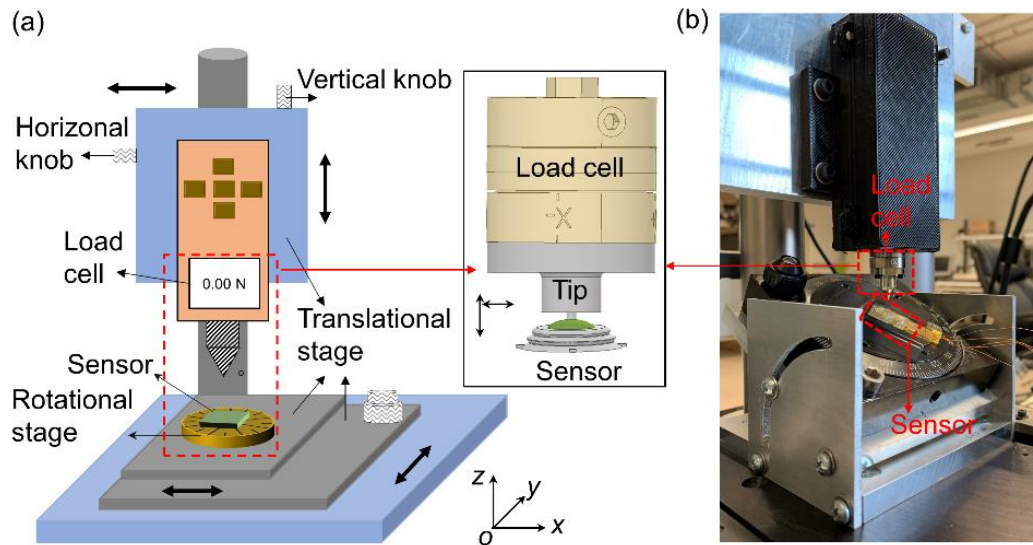 (a)
Vertical knob
Horizonal
knob
Load
cell
0.00 N
Translational
stage
Sensor
Rotational
stage
z
y
o
x
Load cell
-X
Tip
Sensor
(b)
Load
cell
Sensor